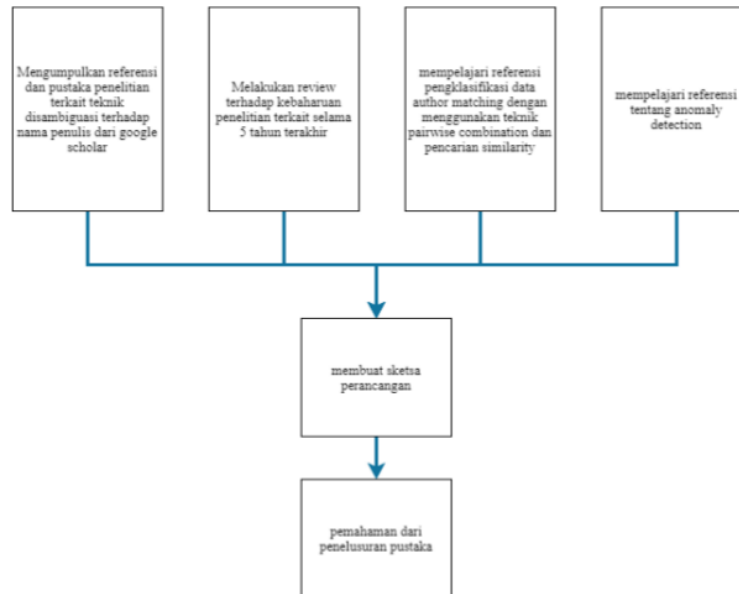 Mengumpulkan referensi
dan pustaka penelitian
terkait teknik
disambiguasi terhadap
nama penulis dari google
scholar
Melakukan review
terhadap kebaharuan
penelitian terkait selama
5 tahun terakhir
mempelajari referensi
pengklasifikasi data
author matching dengan
menggunakan teknik
pairwise combination dan
pencarian similarity
mempelajari referensi
tentang anomaly
detection
membuat sketsa
perancangan
pemahaman dari
penelusuran pustaka